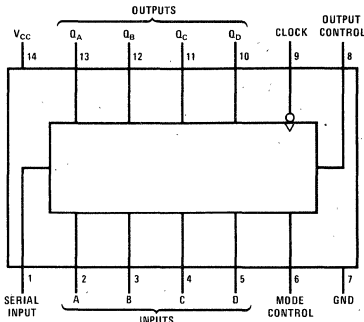 OUTPUTS
OUTPUT
VCC QA QB QC QD CLOCK CONTROL
14 13 12 11 10 9 8
1 2 3 4 5 6 7
SERIAL A B C D MODE GND
INPUT CONTROL
INPUTS